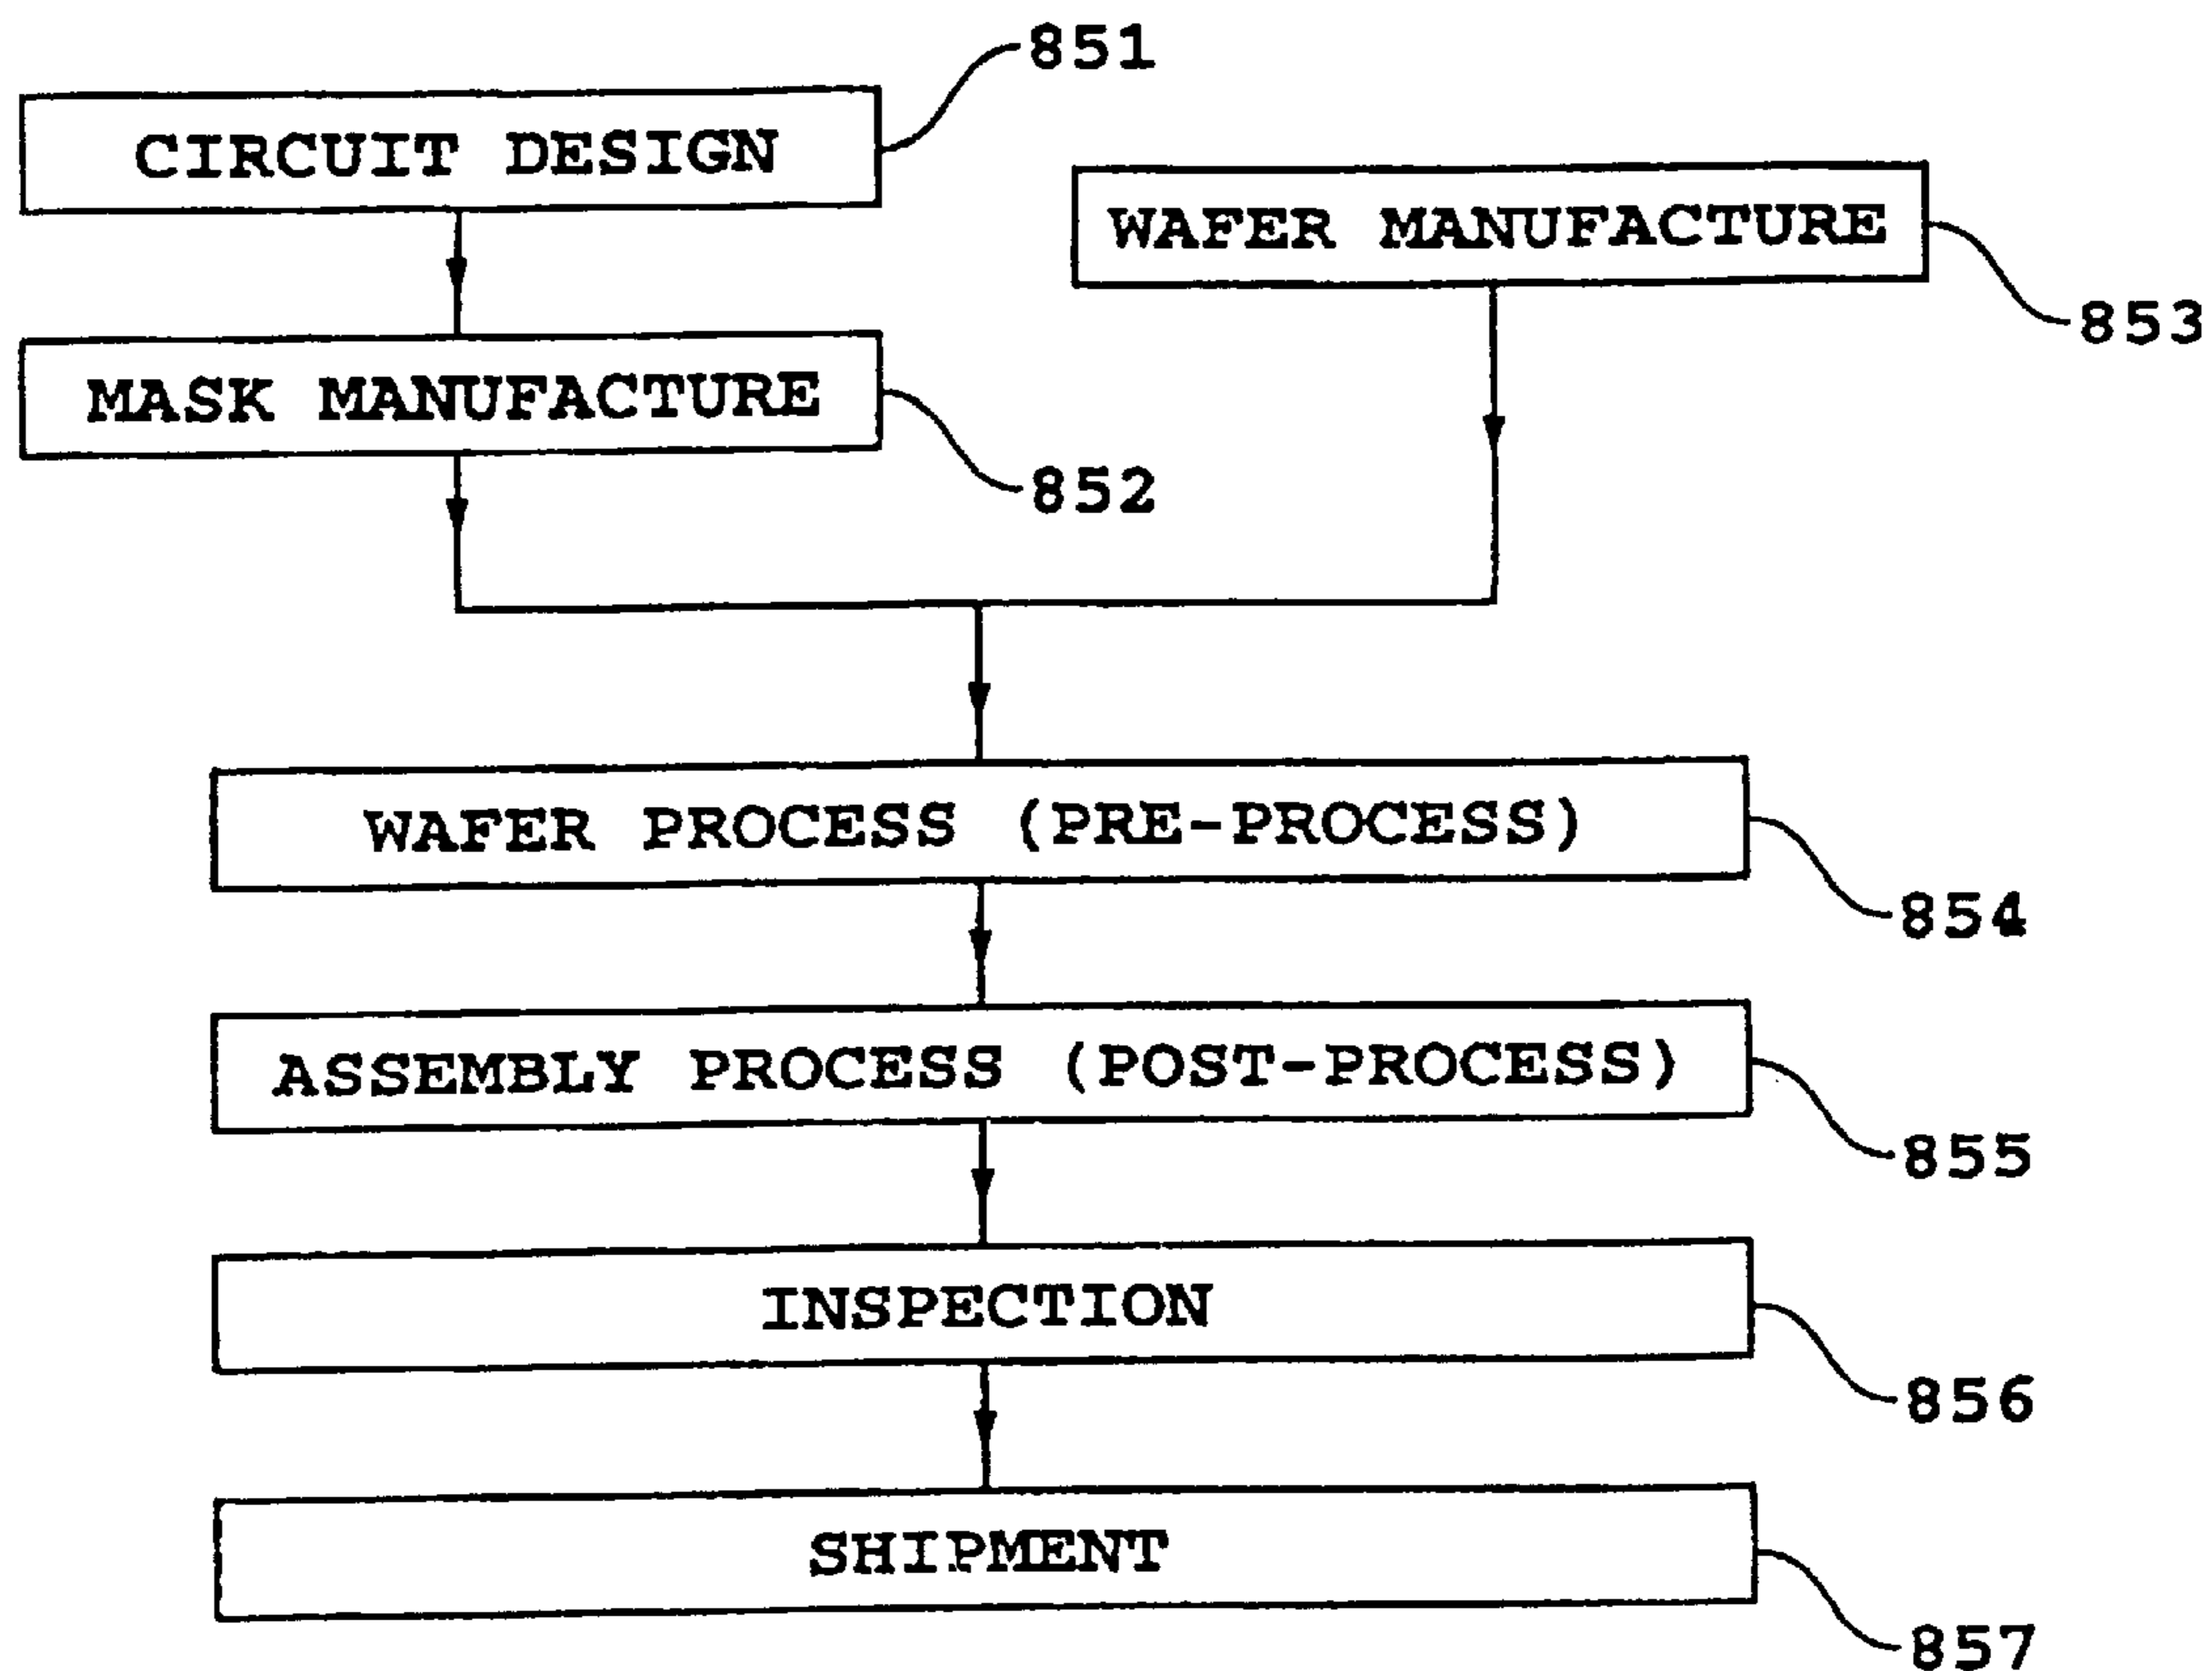 851
CIRCUIT DESIGN
WAFER MANUFACTURE
853
MASK MANUFACTURE
852
WAFER PROCESS (PRE-PROCESS)
854
ASSEMBLY PROCESS (POST-PROCESS)
855
INSPECTION
856
SHIPMENT
857